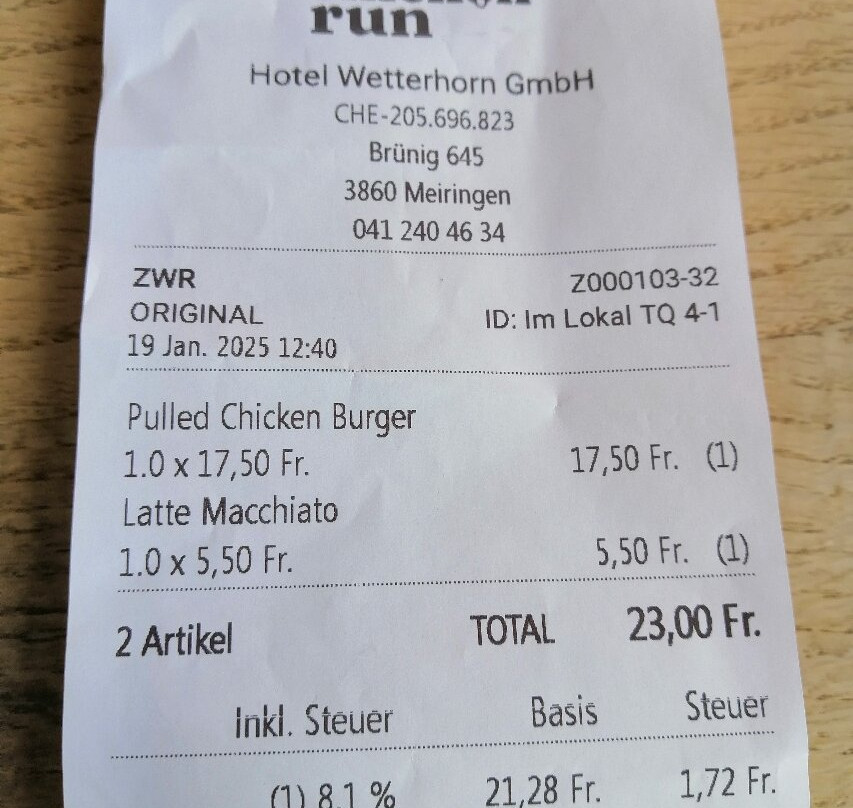 run
Hotel Wetterhorn GmbH
CHE-205.696.823
Brünig 645
3860 Meiringen
041 240 46 34
ZWR Z000103-32
ORIGINAL ID: Im Lokal TQ 4-1
19 Jan. 2025 12:40
Pulled Chicken Burger
1.0 x 17,50 Fr. 17,50 Fr. (1)
Latte Macchiato
1.0 x 5,50 Fr. 5,50 Fr. (1)
2 Artikel TOTAL 23,00 Fr.
Inkl. Steuer Basis Steuer
(1) 8.1 % 21,28 Fr. 1,72 Fr.